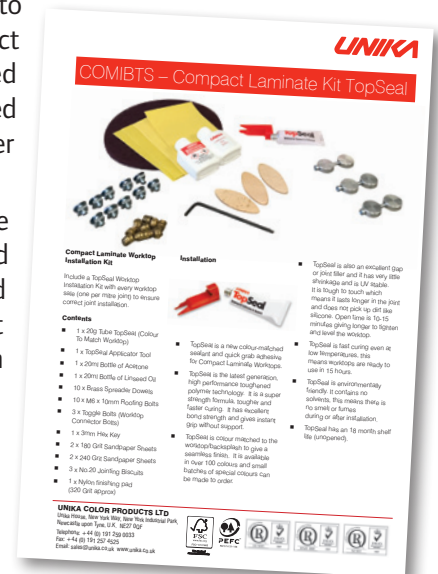 to
ct
ed
ed
er
e
d
d
t
n
UNIKA
COMIBTS – Compact Laminate Kit TopSeal
Compact Laminate Worktop
Installation Kit
Include a TopSeal Worktop
Installation Kit with every worktop
sale (one per mitre joint) to ensure
correct joint installation.
Contents
■ 1 x 20g Tube TopSeal (Colour
To Match Worktop)
■ 1 x TopSeal Applicator Tool
■ 1 x 20ml Bottle of Acetone
■ 1 x 20ml Bottle of Linseed Oil
■ 10 x Brass Spreader Dowels
■ 10 x M6 x 10mm Roofing Bolts
■ 3 x Toggle Bolts (Worktop
Connector Bolts)
■ 1 x 3mm Hex Key
■ 2 x 180 Grit Sandpaper Sheets
■ 2 x 240 Grit Sandpaper Sheets
■ 3 x No.20 Jointing Biscuits
■ 1 x Nylon finishing pad
(320 Grit approx)
Installation
TopSeal
■ TopSeal is a new colour-matched
sealant and quick grab adhesive
for Compact Laminate Worktops.
■ TopSeal is the latest generation,
high performance toughened
polymer technology. It is a super
strength formula, tougher and
faster curing. It has excellent
bond strength and gives instant
grip without support.
■ TopSeal is colour matched to the
worktop/backsplash to give a
seamless finish. It is available
in over 100 colours and small
batches of special colours can
be made to order.
■ TopSeal is also an excellent gap
or joint filler and it has very little
shrinkage and is UV stable.
It is tough to touch which
means it lasts longer in the joint
and does not pick up dirt like
silicone. Open time is 10-15
minutes giving longer to tighten
and level the worktop.
■ TopSeal is fast curing even at
low temperatures, this
means worktops are ready to
use in 15 hours.
■ TopSeal is environmentally
friendly. It contains no
solvents, this means there is
no smell or fumes
during or after installation.
■ TopSeal has an 18 month shelf
life (unopened).
UNIKA COLOR PRODUCTS LTD
Unika House, New York Way, New York Industrial Park,
Newcastle upon Tyne, U.K. NE27 0QF
Telephone: +44 (0) 191 259 0033
Fax: +44 (0) 191 257 4525
Email: sales@unika.co.uk www.unika.co.uk
FSC
PEFC